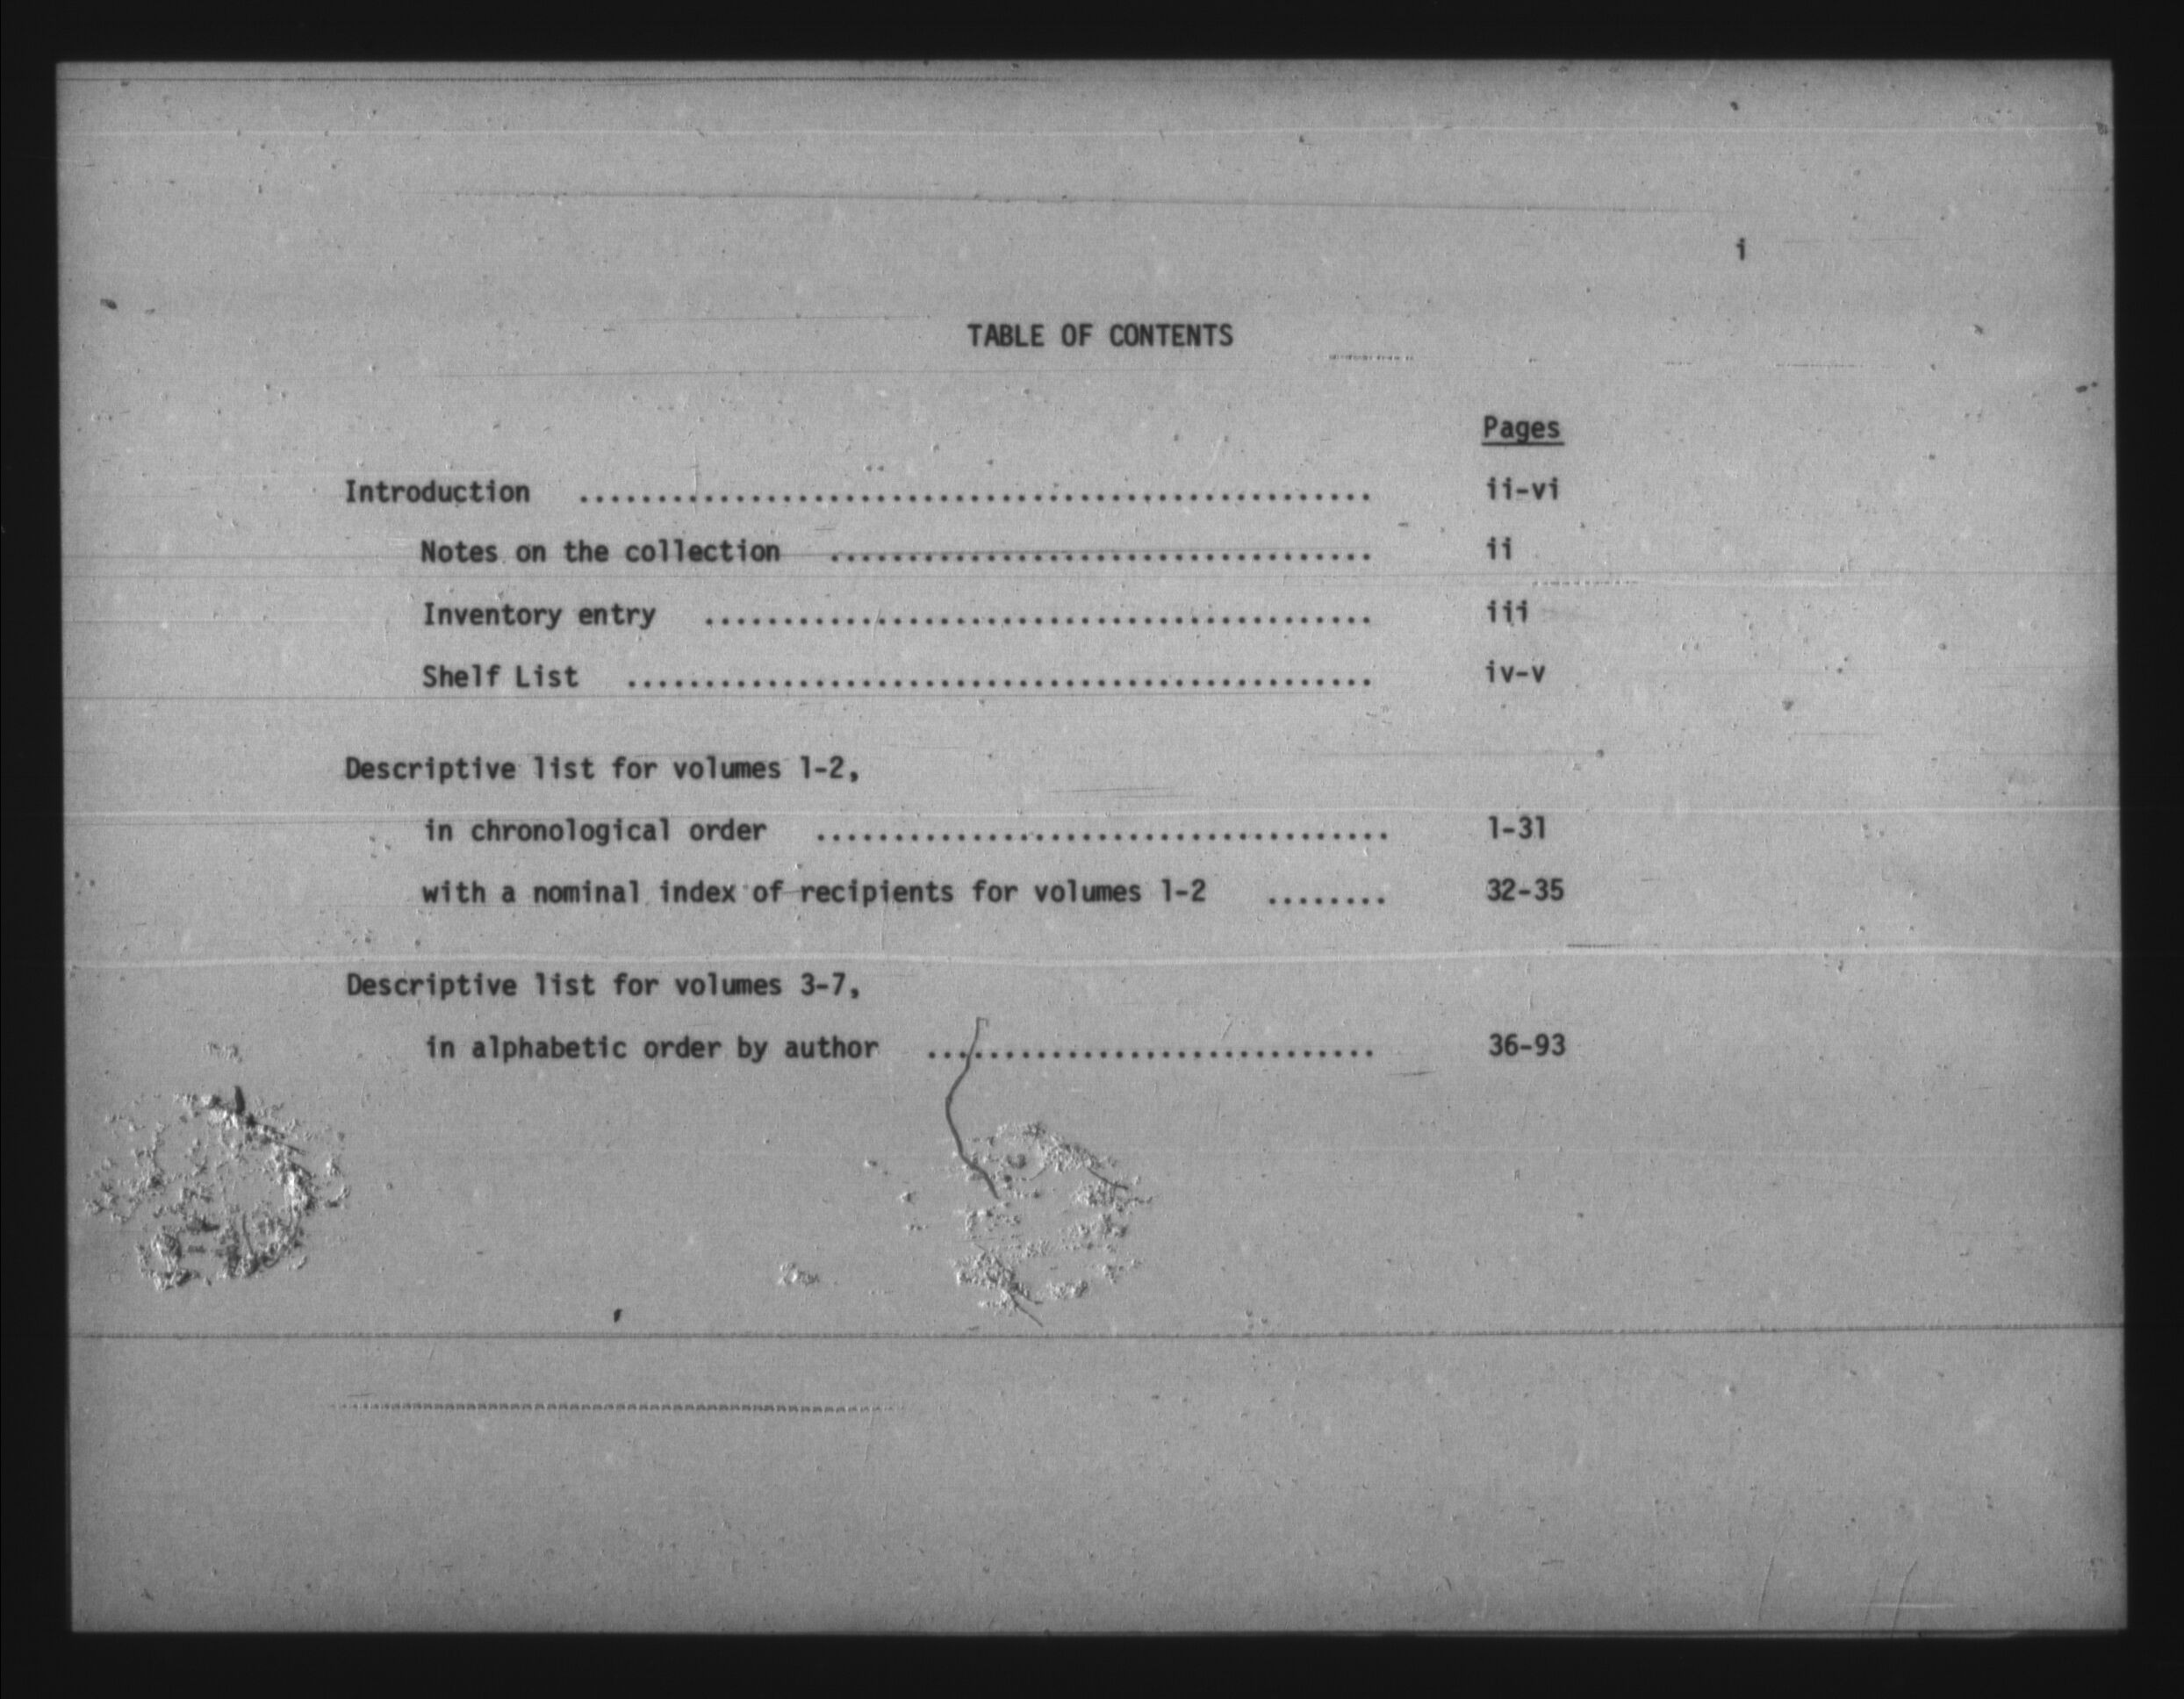 i
TABLE OF CONTENTS
Pages
Introduction .................................................... ii-vi
Notes on the collection ................................... ii
Inventory entry ........................................... iii
Shelf List ................................................ iv-v
Descriptive list for volumes 1-2,
in chronological order ..................................... 1-31
with a nominal index of recipients for volumes 1-2 ........ 32-35
Descriptive list for volumes 3-7,
in alphabetic order by author ............................. 36-93